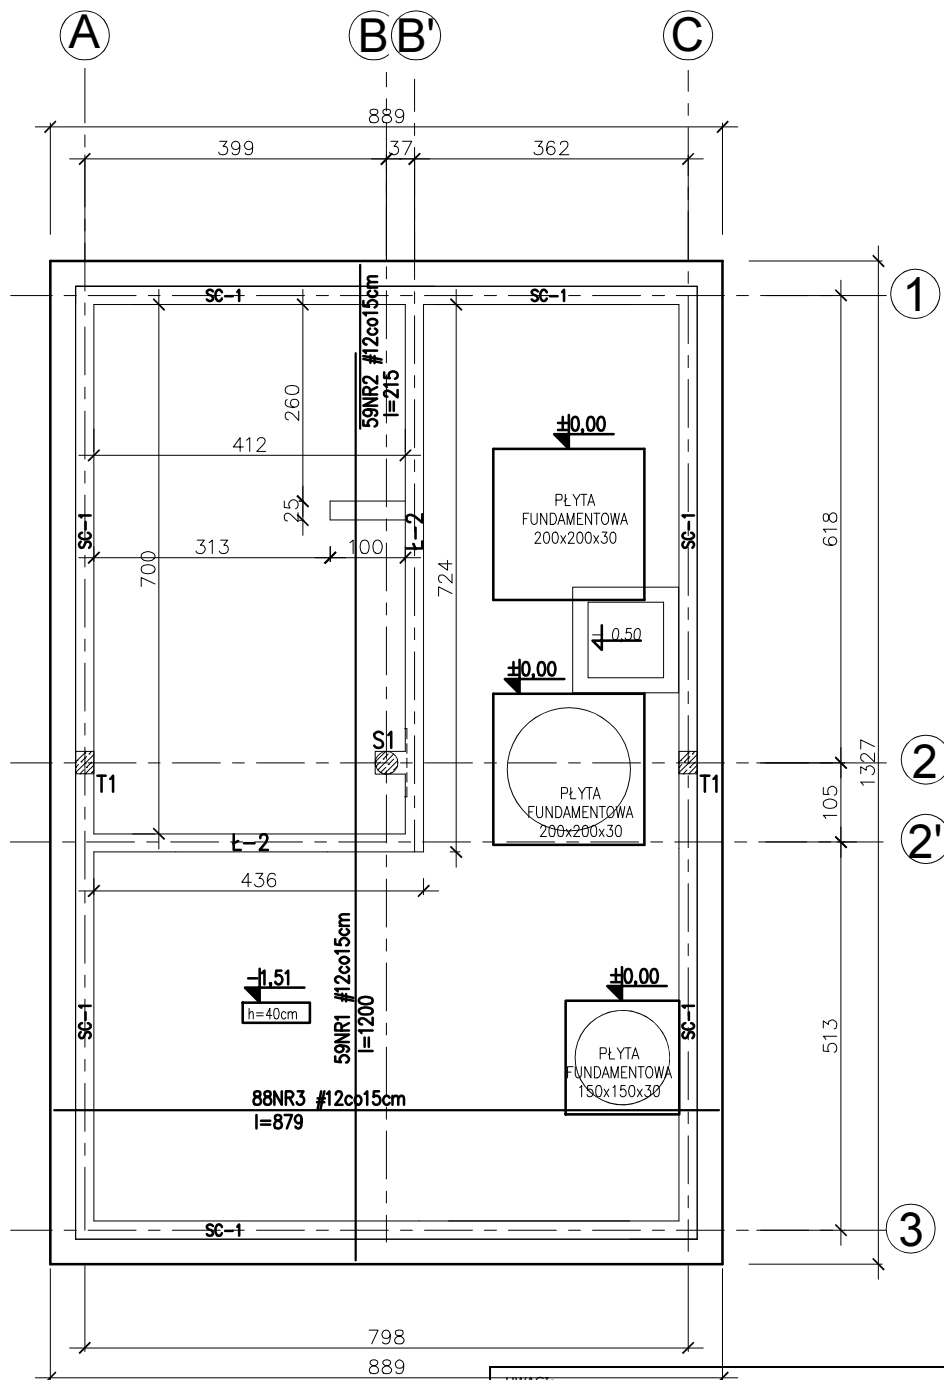 A
B
B'
C
889
399
37
362
SC-1
SC-1
1
59NR2 #12co15cm
l=215
260
±0,00
412
PŁYTA
FUNDAMENTOWA
200x200x30
25
SC-1
Ł-2
SC-1
618
313
100
700
724
- 0,50
±0,00
S1
2
T1
T1
1327
PŁYTA
FUNDAMENTOWA
200x200x30
105
Ł-2
2'
436
-1,51
h=40cm
59NR1 #12co15cm
l=1200
±0,00
SC-1
SC-1
513
PŁYTA
FUNDAMENTOWA
150x150x30
88NR3 #12co15cm
l=879
SC-1
3
798
889